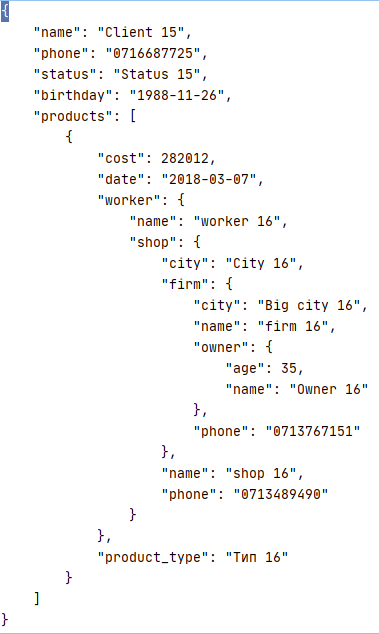 {
    "name": "Client 15",
    "phone": "0716687725",
    "status": "Status 15",
    "birthday": "1988-11-26",
    "products": [
        {
            "cost": 282012,
            "date": "2018-03-07",
            "worker": {
                "name": "worker 16",
                "shop": {
                    "city": "City 16",
                    "firm": {
                        "city": "Big city 16",
                        "name": "firm 16",
                        "owner": {
                            "age": 35,
                            "name": "Owner 16"
                        },
                        "phone": "0713767151"
                    },
                    "name": "shop 16",
                    "phone": "0713489490"
                }
            },
            "product_type": "Тип 16"
        }
    ]
}